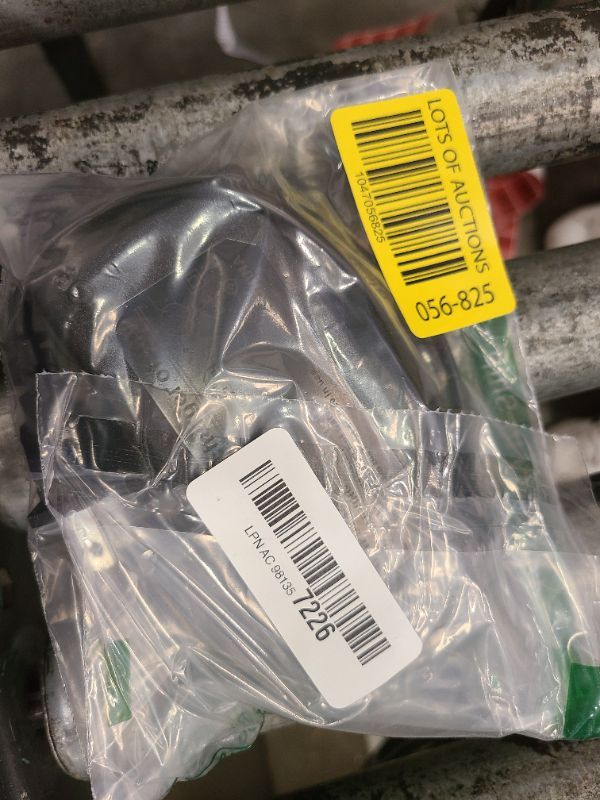 LOTS OF AUCTIONS
1047056825
056-825
LPN AC 98135 7226